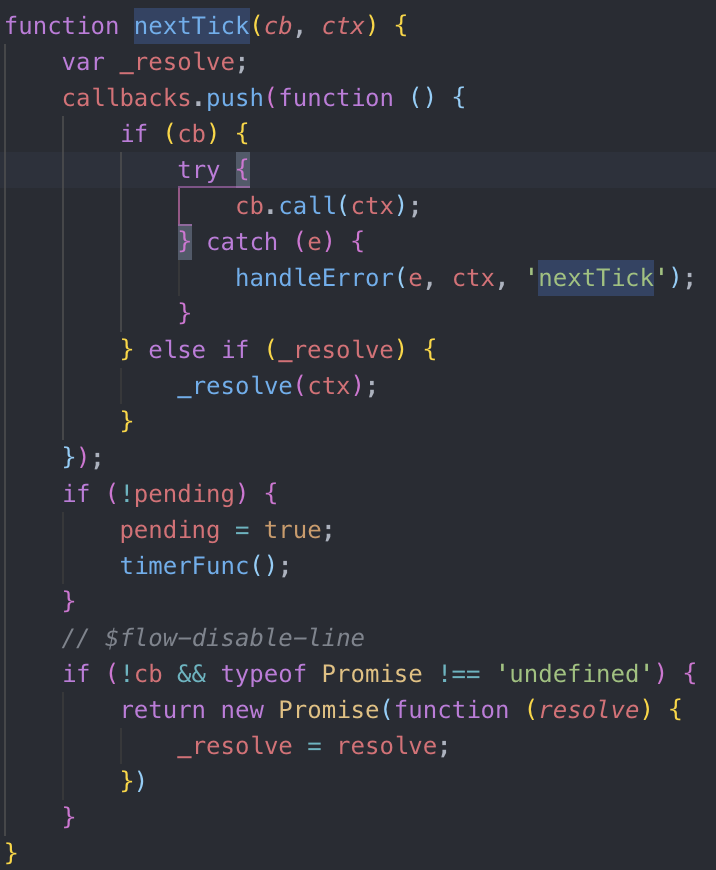 function nextTick(cb, ctx) {
    var _resolve;
    callbacks.push(function () {
        if (cb) {
            try {
                cb.call(ctx);
            } catch (e) {
                handleError(e, ctx, 'nextTick');
            }
        } else if (_resolve) {
            _resolve(ctx);
        }
    });
    if (!pending) {
        pending = true;
        timerFunc();
    }
    // $flow-disable-line
    if (!cb && typeof Promise !== 'undefined') {
        return new Promise(function (resolve) {
            _resolve = resolve;
        })
    }
}